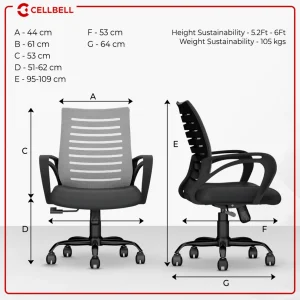 CELLBELL
A - 44 cm
B - 61 cm
C - 53 cm
D - 51-62 cm
E - 95-109 cm
F - 53 cm
G - 64 cm
Height Sustainability - 5.2Ft - 6Ft
Weight Sustainability - 105 kgs
A
C
D
B
E
F
G